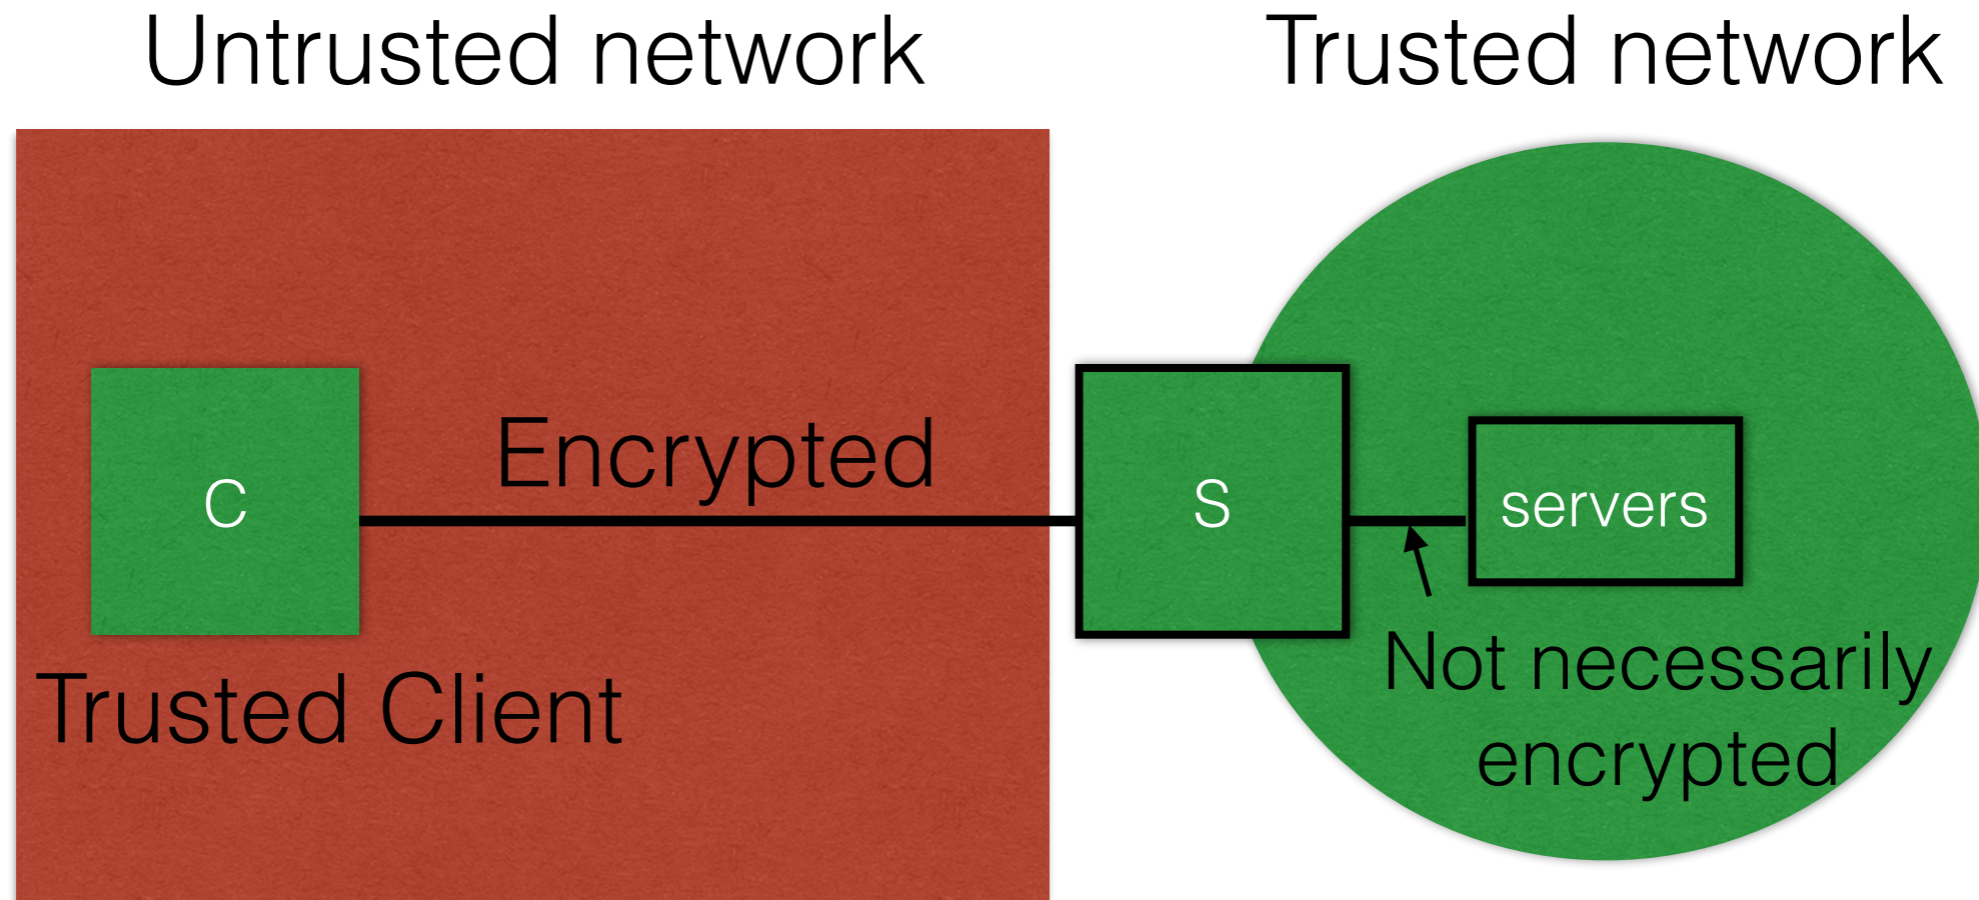 Untrusted network
Trusted network
Encrypted
C
S
servers
Trusted Client
Not necessarily
encrypted